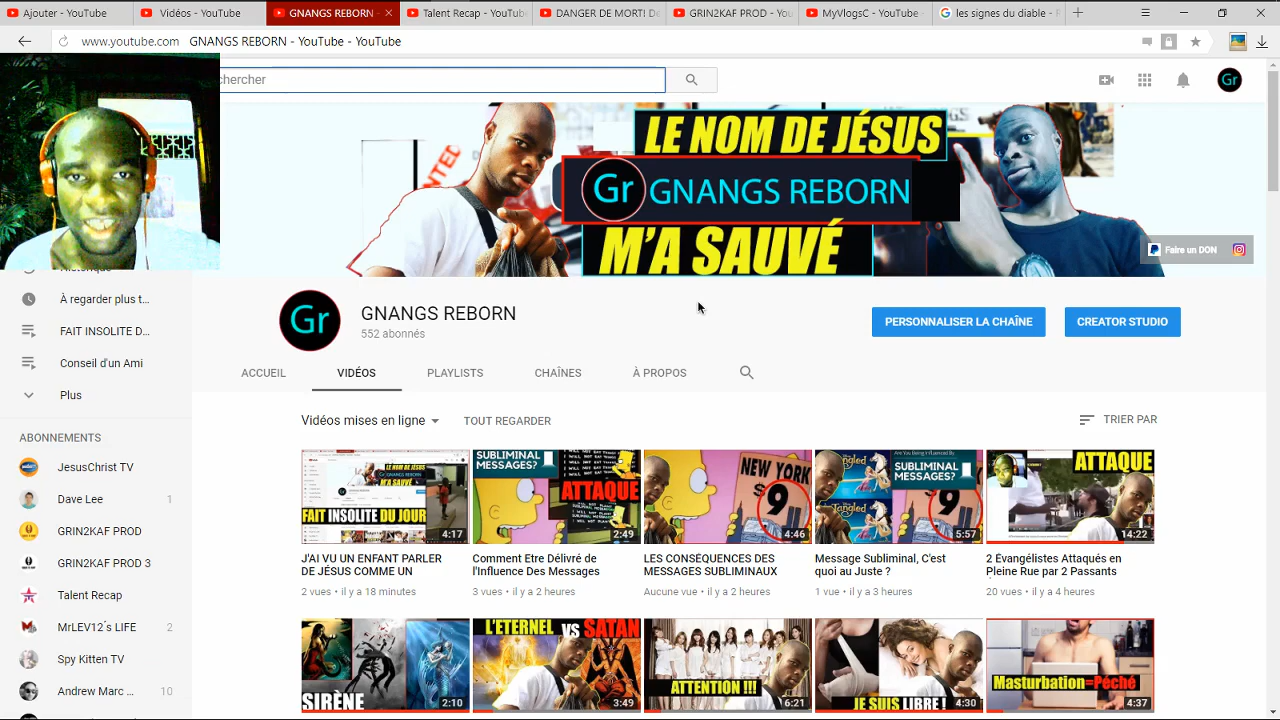 Ajouter - YouTube
Vidéos - YouTube
GNANGS REBORN -
Talent Recap - YouTube
DANGER DE MORT! D
GRIN2KAF PROD - You
MyVlogsC - YouTube
les signes du diable -
www.youtube.com GNANGS REBORN - YouTube - YouTube
chercher
Gr
LE NOM DE JÉSUS
Gr GNANGS REBORN
M'A SAUVÉ
Faire un DON
Gr
GNANGS REBORN
552 abonnés
PERSONNALISER LA CHAÎNE
CREATOR STUDIO
ACCUEIL
VIDÉOS
PLAYLISTS
CHAÎNES
À PROPOS
Vidéos mises en ligne
TOUT REGARDER
TRIER PAR
À regarder plus t...
FAIT INSOLITE D...
Conseil d'un Ami
Plus
ABONNEMENTS
JesusChrist TV
Dave
1
GRIN2KAF PROD
GRIN2KAF PROD 3
Talent Recap
MrLEV12´s LIFE
2
Spy Kitten TV
Andrew Marc ...
10
FAIT INSOLITE DU JOUR
4:17
J'AI VU UN ENFANT PARLER
DE JÉSUS COMME UN
2 vues • il y a 18 minutes
SUBLIMINAL
MESSAGES?
ATTAQUE
2:49
Comment Etre Délivré de
l'Influence Des Messages
3 vues • il y a 2 heures
NEW YORK
9
4:46
LES CONSÉQUENCES DES
MESSAGES SUBLIMINAUX
Aucune vue • il y a 2 heures
Tangled
SUBLIMINAL
MESSAGES?
9
5:57
Message Subliminal, C'est
quoi au Juste ?
1 vue • il y a 3 heures
ATTAQUE
14:22
2 Evangélistes Attaqués en
Pleine Rue par 2 Passants
20 vues • il y a 4 heures
SIRÈNE
2:10
L'ETERNEL VS SATAN
3:49
ATTENTION !!!
6:21
JE SUIS LIBRE !
4:30
Masturbation=Péché
4:37